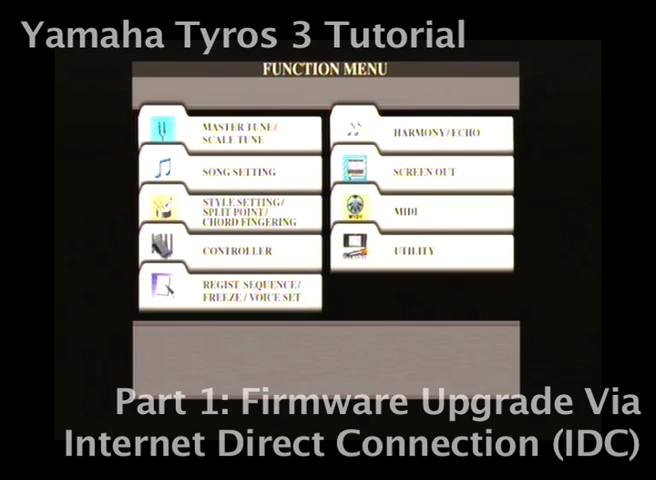 Yamaha Tyros 3 Tutorial
FUNCTION MENU
MASTER TUNE/
SCALE TUNE
SONG SETTING
STYLE SETTING/
SPLIT POINT/
CHORD FINGERING
CONTROLLER
REGIST SEQUENCE/
FREEZE / VOICE SET
HARMONY/ECHO
SCREEN OUT
MIDI
MIDI
UTILITY
Part 1: Firmware Upgrade Via
Internet Direct Connection (IDC)